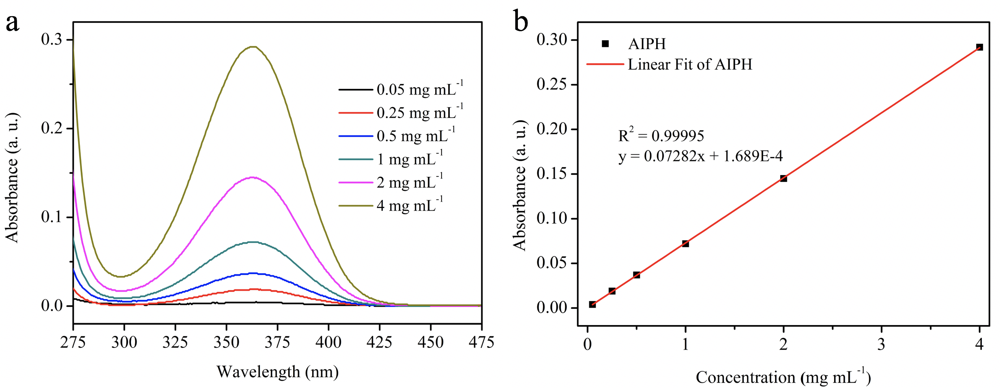 a
0.3
0.2
0.1
0.0
Absorbance (a. u.)
275 300 325 350 375 400 425 450 475
Wavelength (nm)
0.05 mg mL⁻¹
0.25 mg mL⁻¹
0.5 mg mL⁻¹
1 mg mL⁻¹
2 mg mL⁻¹
4 mg mL⁻¹
b
0.30
0.25
0.20
0.15
0.10
0.05
0.00
Absorbance (a. u.)
AIPH
Linear Fit of AIPH
R² = 0.99995
y = 0.07282x + 1.689E-4
0 1 2 3 4
Concentration (mg mL⁻¹)